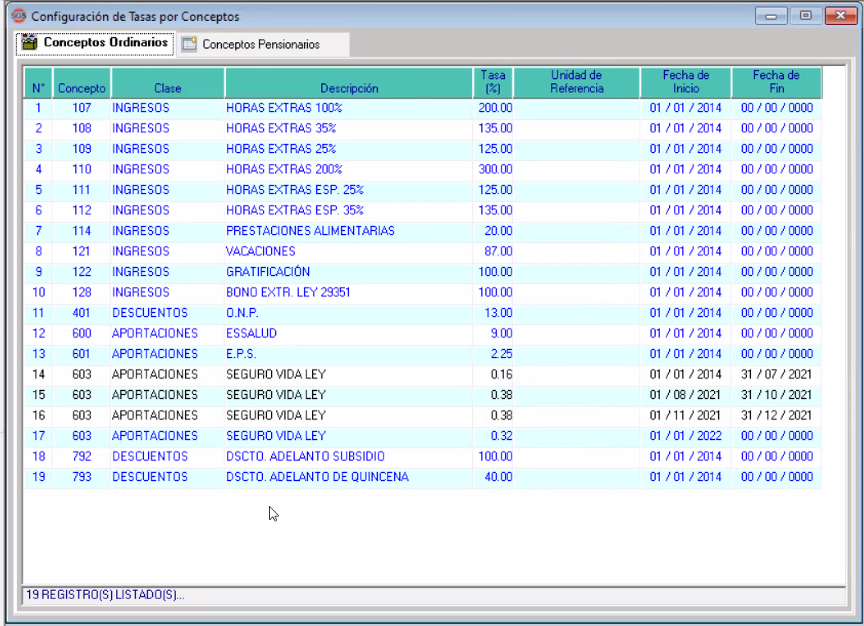 SGS Configuración de Tasas por Conceptos
Conceptos Ordinarios Conceptos Pensionarios
N° Concepto Clase Descripción Tasa (%) Unidad de Referencia Fecha de Inicio Fecha de Fin
1 107 INGRESOS HORAS EXTRAS 100% 200.00 01 / 01 / 2014 00 / 00 / 0000
2 108 INGRESOS HORAS EXTRAS 35% 135.00 01 / 01 / 2014 00 / 00 / 0000
3 109 INGRESOS HORAS EXTRAS 25% 125.00 01 / 01 / 2014 00 / 00 / 0000
4 110 INGRESOS HORAS EXTRAS 200% 300.00 01 / 01 / 2014 00 / 00 / 0000
5 111 INGRESOS HORAS EXTRAS ESP. 25% 125.00 01 / 01 / 2014 00 / 00 / 0000
6 112 INGRESOS HORAS EXTRAS ESP. 35% 135.00 01 / 01 / 2014 00 / 00 / 0000
7 114 INGRESOS PRESTACIONES ALIMENTARIAS 20.00 01 / 01 / 2014 00 / 00 / 0000
8 121 INGRESOS VACACIONES 87.00 01 / 01 / 2014 00 / 00 / 0000
9 122 INGRESOS GRATIFICACIÓN 100.00 01 / 01 / 2014 00 / 00 / 0000
10 128 INGRESOS BONO EXTR. LEY 29351 100.00 01 / 01 / 2014 00 / 00 / 0000
11 401 DESCUENTOS O.N.P. 13.00 01 / 01 / 2014 00 / 00 / 0000
12 600 APORTACIONES ESSALUD 9.00 01 / 01 / 2014 00 / 00 / 0000
13 601 APORTACIONES E.P.S. 2.25 01 / 01 / 2014 00 / 00 / 0000
14 603 APORTACIONES SEGURO VIDA LEY 0.16 01 / 01 / 2014 31 / 07 / 2021
15 603 APORTACIONES SEGURO VIDA LEY 0.38 01 / 08 / 2021 31 / 10 / 2021
16 603 APORTACIONES SEGURO VIDA LEY 0.38 01 / 11 / 2021 31 / 12 / 2021
17 603 APORTACIONES SEGURO VIDA LEY 0.32 01 / 01 / 2022 00 / 00 / 0000
18 792 DESCUENTOS DSCTO. ADELANTO SUBSIDIO 100.00 01 / 01 / 2014 00 / 00 / 0000
19 793 DESCUENTOS DSCTO. ADELANTO DE QUINCENA 40.00 01 / 01 / 2014 00 / 00 / 0000
19 REGISTRO(S) LISTADO(S)...